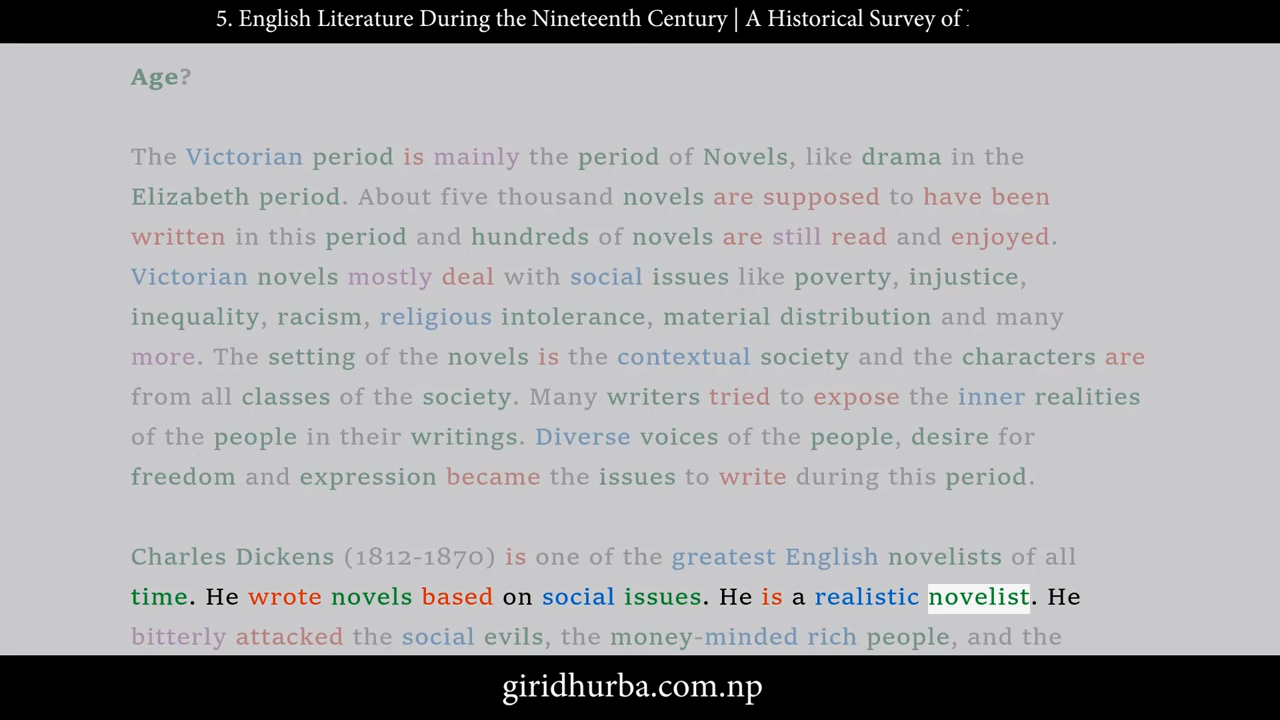 5. English Literature During the Nineteenth Century | A Historical Survey of
Age?
The Victorian period is mainly the period of Novels, like drama in the
Elizabeth period. About five thousand novels are supposed to have been
written in this period and hundreds of novels are still read and enjoyed.
Victorian novels mostly deal with social issues like poverty, injustice,
inequality, racism, religious intolerance, material distribution and many
more. The setting of the novels is the contextual society and the characters are
from all classes of the society. Many writers tried to expose the inner realities
of the people in their writings. Diverse voices of the people, desire for
freedom and expression became the issues to write during this period.
Charles Dickens (1812-1870) is one of the greatest English novelists of all
time. He wrote novels based on social issues. He is a realistic novelist. He
bitterly attacked the social evils, the money-minded rich people, and the
giridhurba.com.np